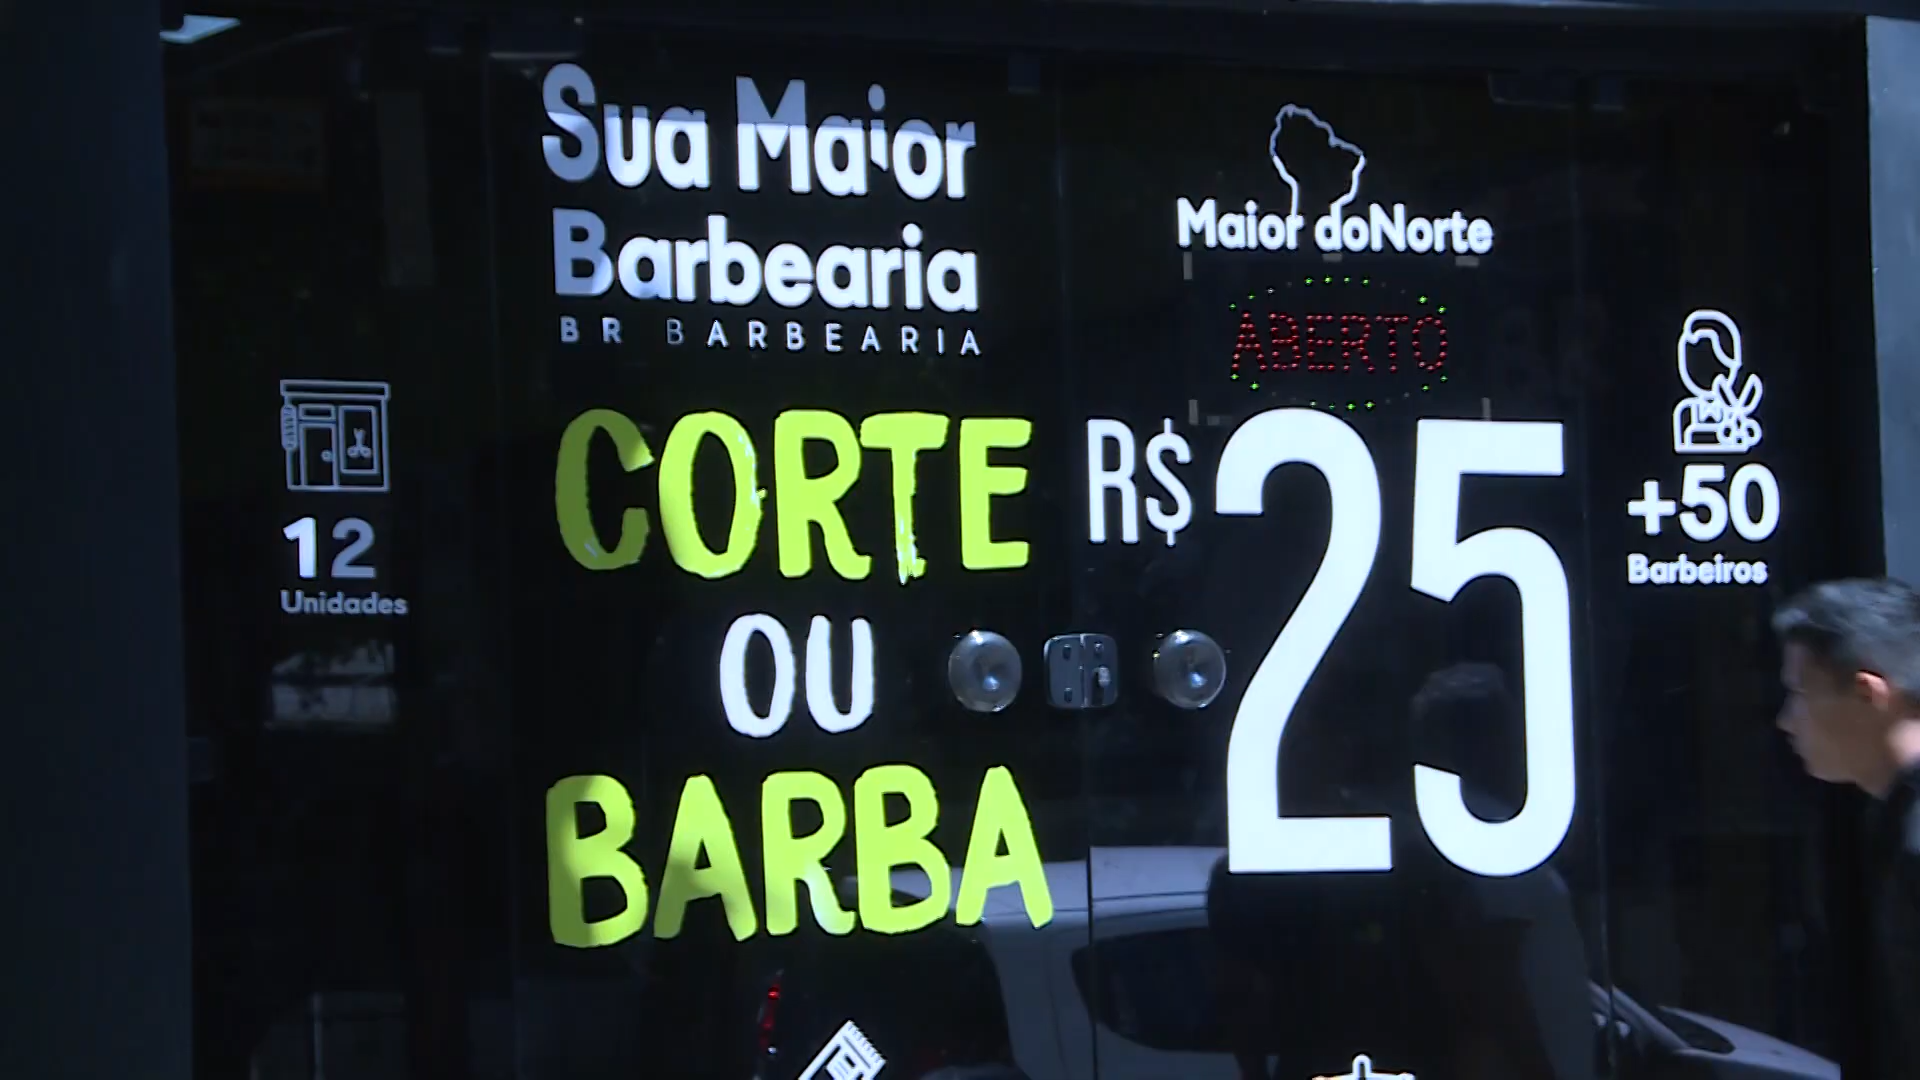 Sua Maior
Barbearia
BR BARBEARIA
Maior doNorte
ABERTO
CORTE
OU
BARBA
R$ 25
12
Unidades
+50
Barbeiros